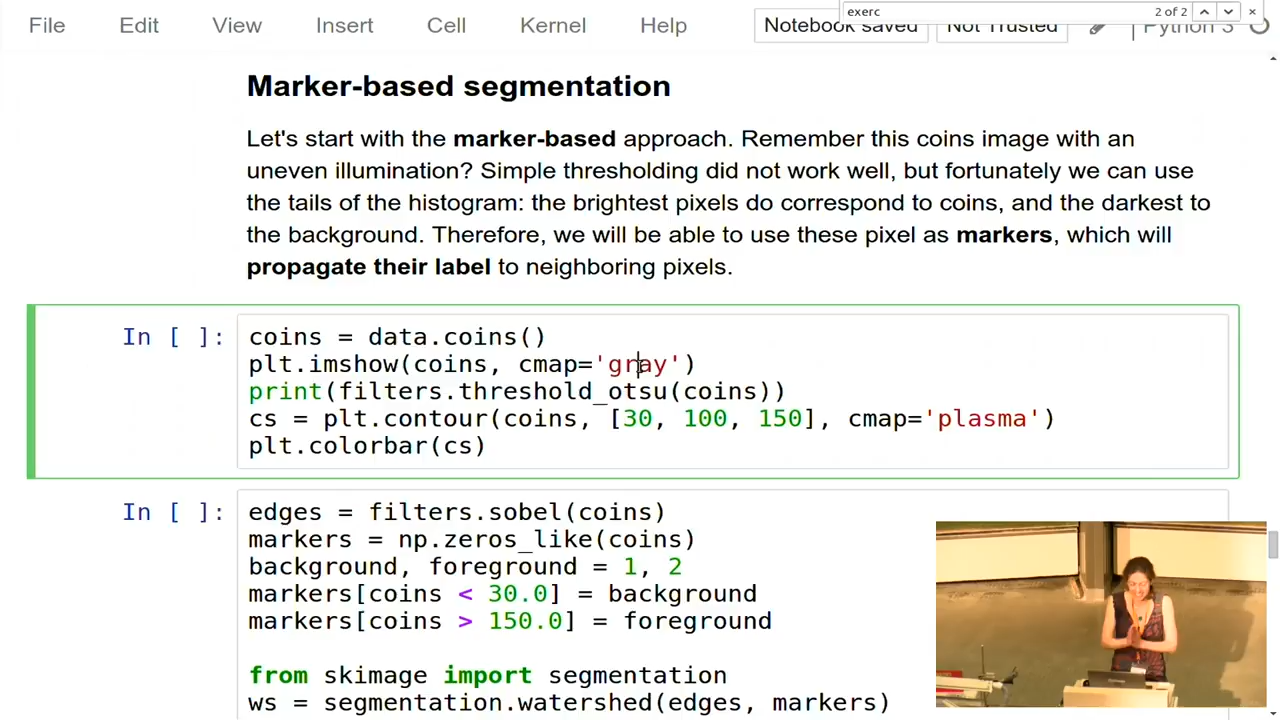 exerc 2 of 2
File Edit View Insert Cell Kernel Help Notebook saved Not Trusted Python 3
Marker-based segmentation
Let's start with the marker-based approach. Remember this coins image with an
uneven illumination? Simple thresholding did not work well, but fortunately we can use
the tails of the histogram: the brightest pixels do correspond to coins, and the darkest to
the background. Therefore, we will be able to use these pixel as markers, which will
propagate their label to neighboring pixels.
In [ ]: coins = data.coins()
plt.imshow(coins, cmap='gray')
print(filters.threshold_otsu(coins))
cs = plt.contour(coins, [30, 100, 150], cmap='plasma')
plt.colorbar(cs)
In [ ]: edges = filters.sobel(coins)
markers = np.zeros_like(coins)
background, foreground = 1, 2
markers[coins < 30.0] = background
markers[coins > 150.0] = foreground
from skimage import segmentation
ws = segmentation.watershed(edges, markers)